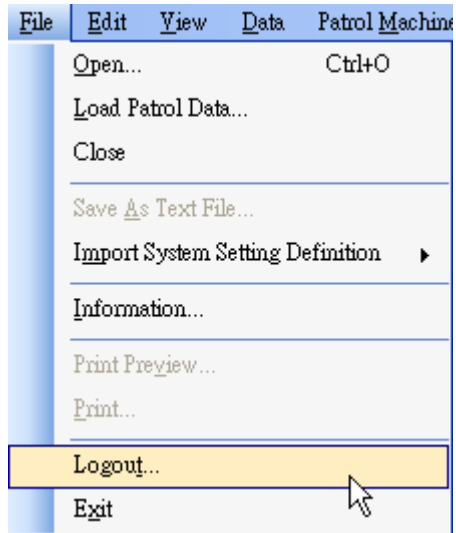 File Edit View Data Patrol Machine
Open... Ctrl+O
Load Patrol Data...
Close
Save As Text File...
Import System Setting Definition
Information...
Print Preview...
Print...
Logout...
Exit